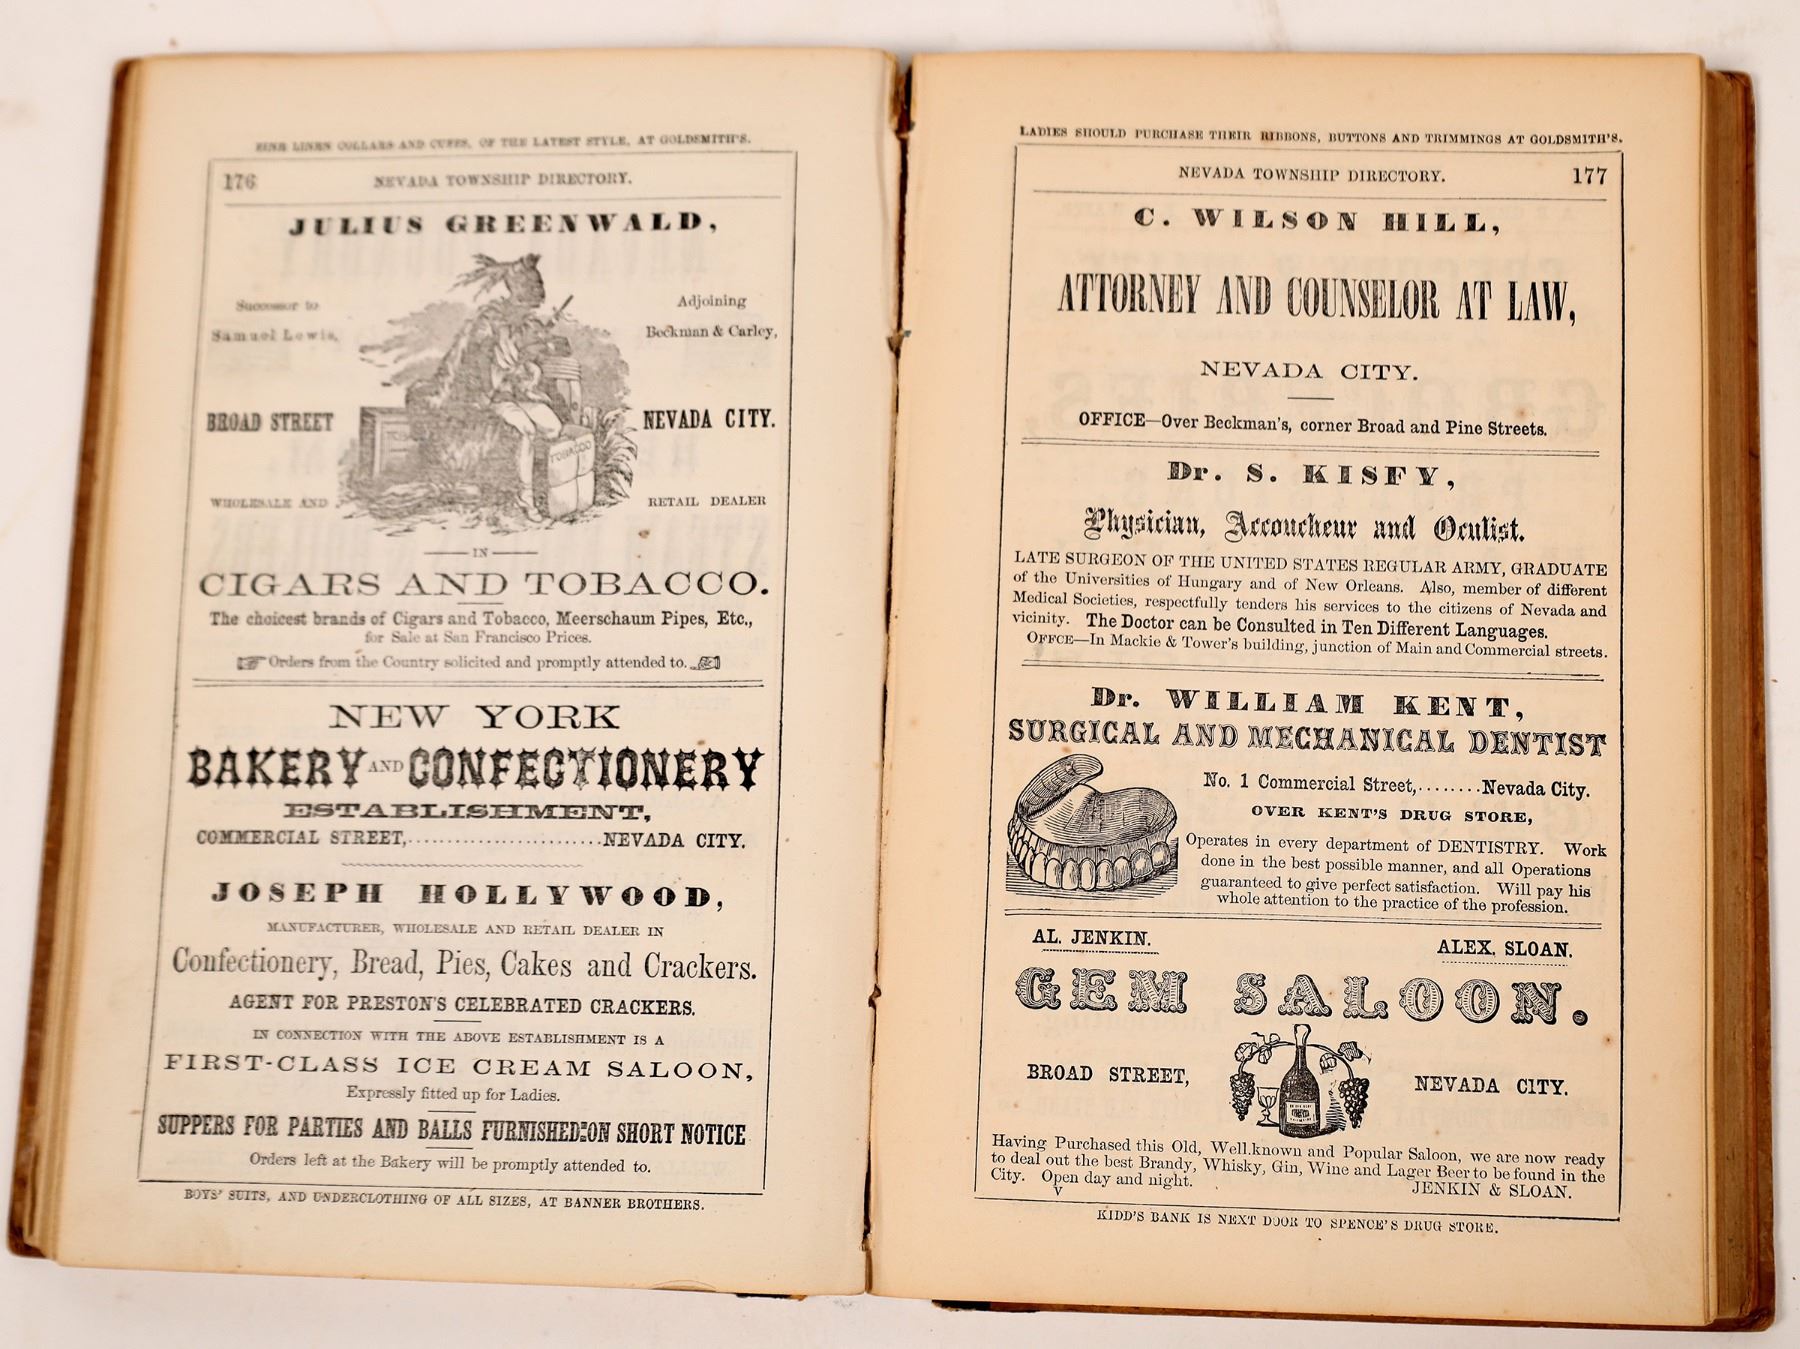 FINE LINEN COLLARS AND CUFFS, OF THE LATEST STYLE, AT GOLDSMITH'S.
176 NEVADA TOWNSHIP DIRECTORY.
JULIUS GREENWALD,
Successor to
Samuel Lewis,
Adjoining
Beckman & Carley,
BROAD STREET
NEVADA CITY.
TOBACCO
WHOLESALE AND
RETAIL DEALER
IN
CIGARS AND TOBACCO.
The choicest brands of Cigars and Tobacco, Meerschaum Pipes, Etc.,
for Sale at San Francisco Prices.
☞ Orders from the Country solicited and promptly attended to. ☜
NEW YORK
BAKERY AND CONFECTIONERY
ESTABLISHMENT,
COMMERCIAL STREET,........................NEVADA CITY.
JOSEPH HOLLYWOOD,
MANUFACTURER, WHOLESALE AND RETAIL DEALER IN
Confectionery, Bread, Pies, Cakes and Crackers.
AGENT FOR PRESTON'S CELEBRATED CRACKERS.
IN CONNECTION WITH THE ABOVE ESTABLISHMENT IS A
FIRST-CLASS ICE CREAM SALOON,
Expressly fitted up for Ladies.
SUPPERS FOR PARTIES AND BALLS FURNISHED ON SHORT NOTICE
Orders left at the Bakery will be promptly attended to.
BOYS' SUITS, AND UNDERCLOTHING OF ALL SIZES, AT BANNER BROTHERS.
LADIES SHOULD PURCHASE THEIR RIBBONS, BUTTONS AND TRIMMINGS AT GOLDSMITH'S.
NEVADA TOWNSHIP DIRECTORY. 177
C. WILSON HILL,
ATTORNEY AND COUNSELOR AT LAW,
NEVADA CITY.
OFFICE—Over Beckman's, corner Broad and Pine Streets.
Dr. S. KISFY,
Physician, Accoucheur and Oculist.
LATE SURGEON OF THE UNITED STATES REGULAR ARMY, GRADUATE
of the Universities of Hungary and of New Orleans. Also, member of different
Medical Societies, respectfully tenders his services to the citizens of Nevada and
vicinity. The Doctor can be Consulted in Ten Different Languages.
OFFCE—In Mackie & Tower's building, junction of Main and Commercial streets.
Dr. WILLIAM KENT,
SURGICAL AND MECHANICAL DENTIST
No. 1 Commercial Street,........Nevada City.
OVER KENT'S DRUG STORE,
Operates in every department of DENTISTRY. Work
done in the best possible manner, and all Operations
guaranteed to give perfect satisfaction. Will pay his
whole attention to the practice of the profession.
AL. JENKIN. ALEX. SLOAN.
GEM SALOON.
BROAD STREET, NEVADA CITY.
Having Purchased this Old, Well.known and Popular Saloon, we are now ready
to deal out the best Brandy, Whisky, Gin, Wine and Lager Beer to be found in the
City. Open day and night. JENKIN & SLOAN.
V
KIDD'S BANK IS NEXT DOOR TO SPENCE'S DRUG STORE.